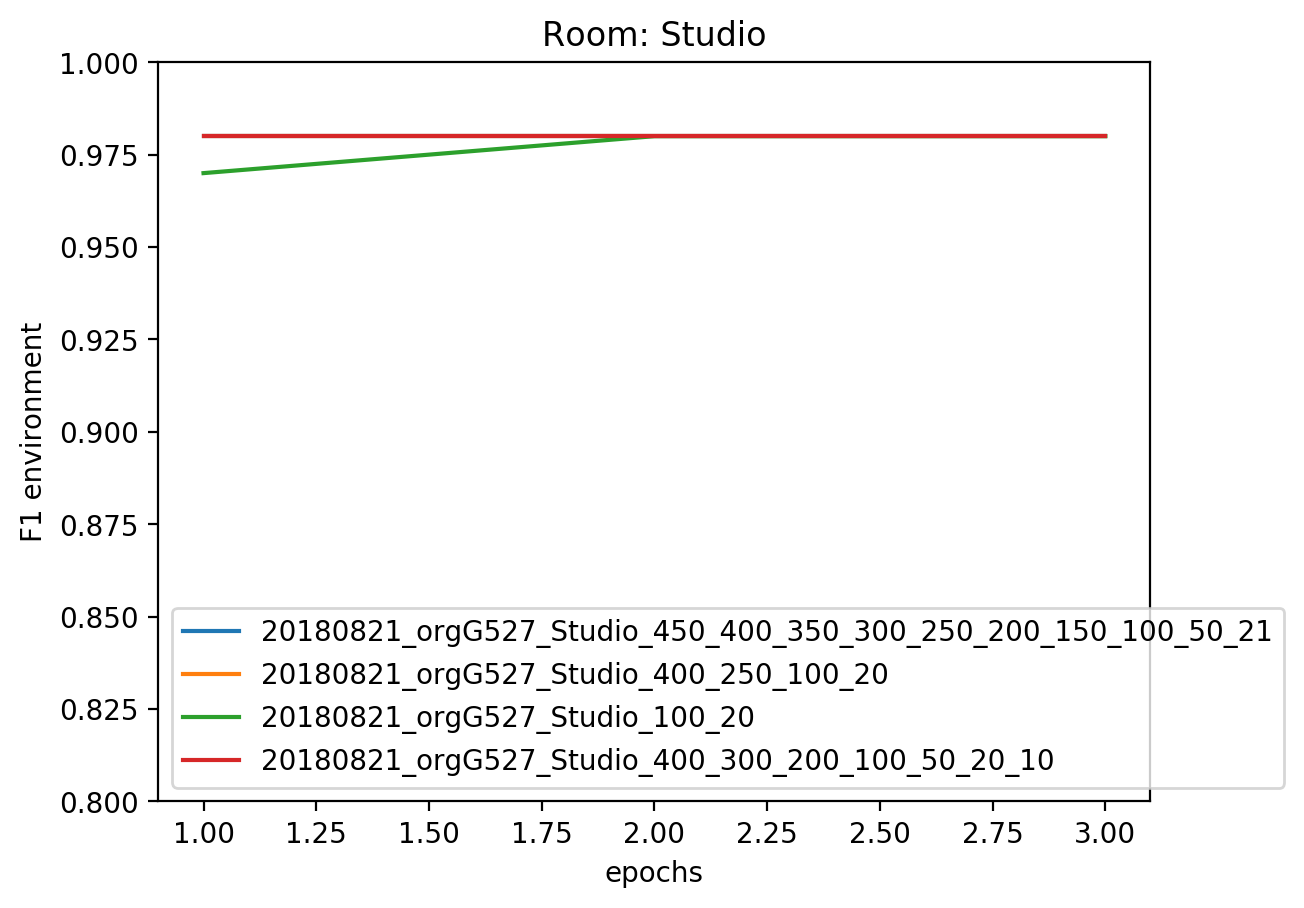 Room: Studio
1.000
0.975
0.950
0.925
0.900
0.875
0.850
0.825
0.800
F1 environment
20180821_orgG527_Studio_450_400_350_300_250_200_150_100_50_21
20180821_orgG527_Studio_400_250_100_20
20180821_orgG527_Studio_100_20
20180821_orgG527_Studio_400_300_200_100_50_20_10
1.00 1.25 1.50 1.75 2.00 2.25 2.50 2.75 3.00
epochs